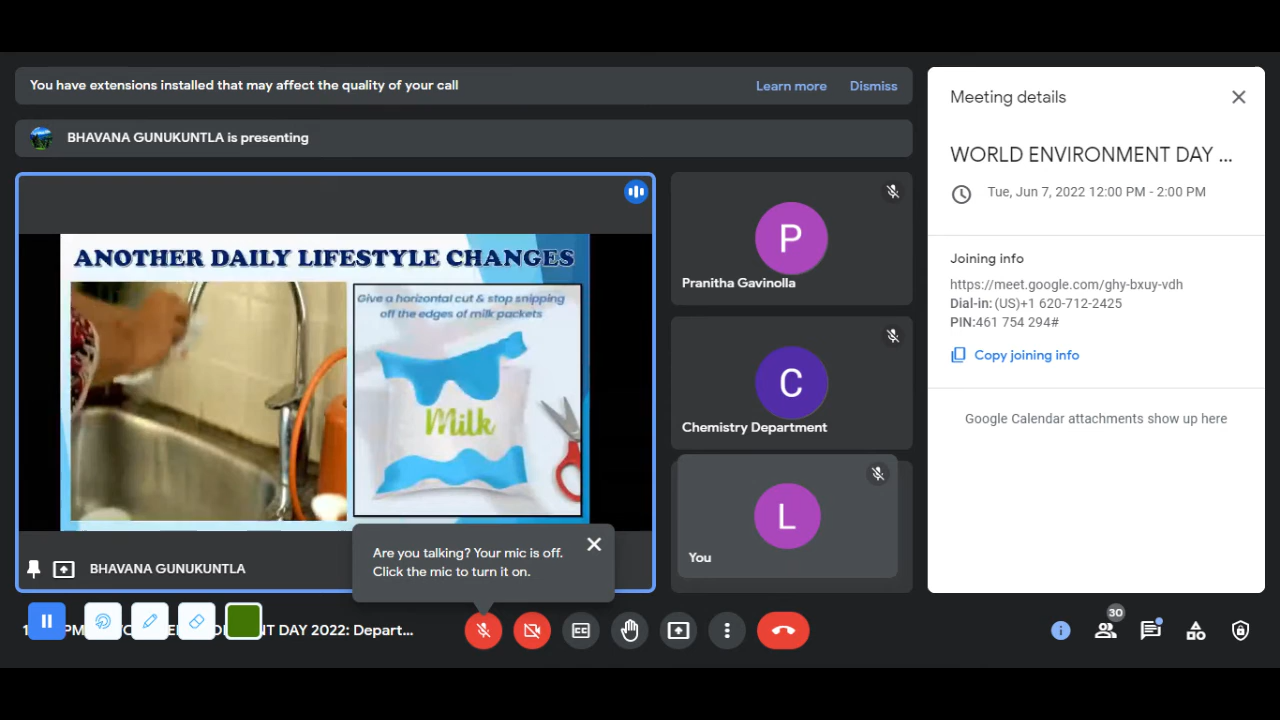 You have extensions installed that may affect the quality of your call
Learn more
Dismiss
BHAVANA GUNUKUNTLA is presenting
ANOTHER DAILY LIFESTYLE CHANGES
Give a horizontal cut & stop snipping
off the edges of milk packets
Milk
BHAVANA GUNUKUNTLA
P
Pranitha Gavinolla
C
Chemistry Department
L
You
Are you talking? Your mic is off.
Click the mic to turn it on.
T DAY 2022: Depart...
Meeting details
WORLD ENVIRONMENT DAY ...
Tue, Jun 7, 2022 12:00 PM - 2:00 PM
Joining info
https://meet.google.com/ghy-bxuy-vdh
Dial-in: (US)+1 620-712-2425
PIN:461 754 294#
Copy joining info
Google Calendar attachments show up here
30